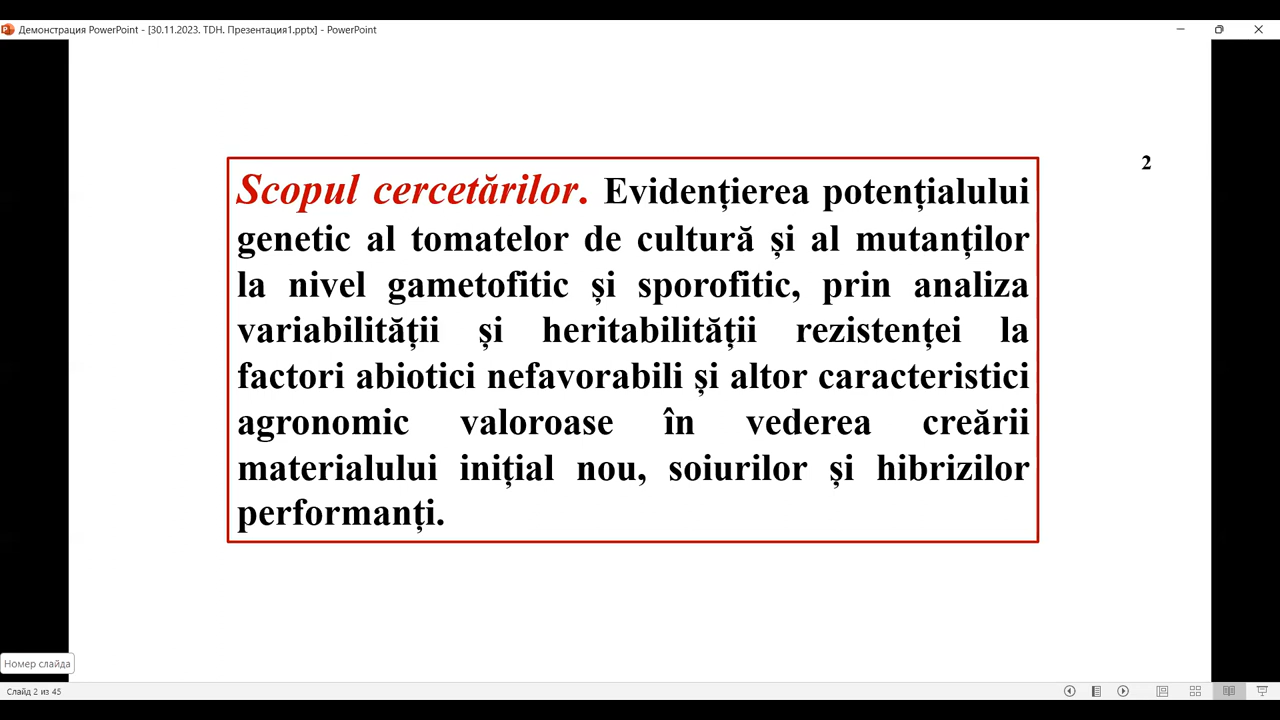 Демонстрация PowerPoint - [30.11.2023. TDH. Презентация1.pptx] - PowerPoint
2
Scopul cercetărilor. Evidențierea potențialului
genetic al tomatelor de cultură și al mutanților
la nivel gametofitic și sporofitic, prin analiza
variabilității și heritabilității rezistenței la
factori abiotici nefavorabili și altor caracteristici
agronomic valoroase în vederea creării
materialului inițial nou, soiurilor și hibrizilor
performanți.
Номер слайда
Слайд 2 из 45